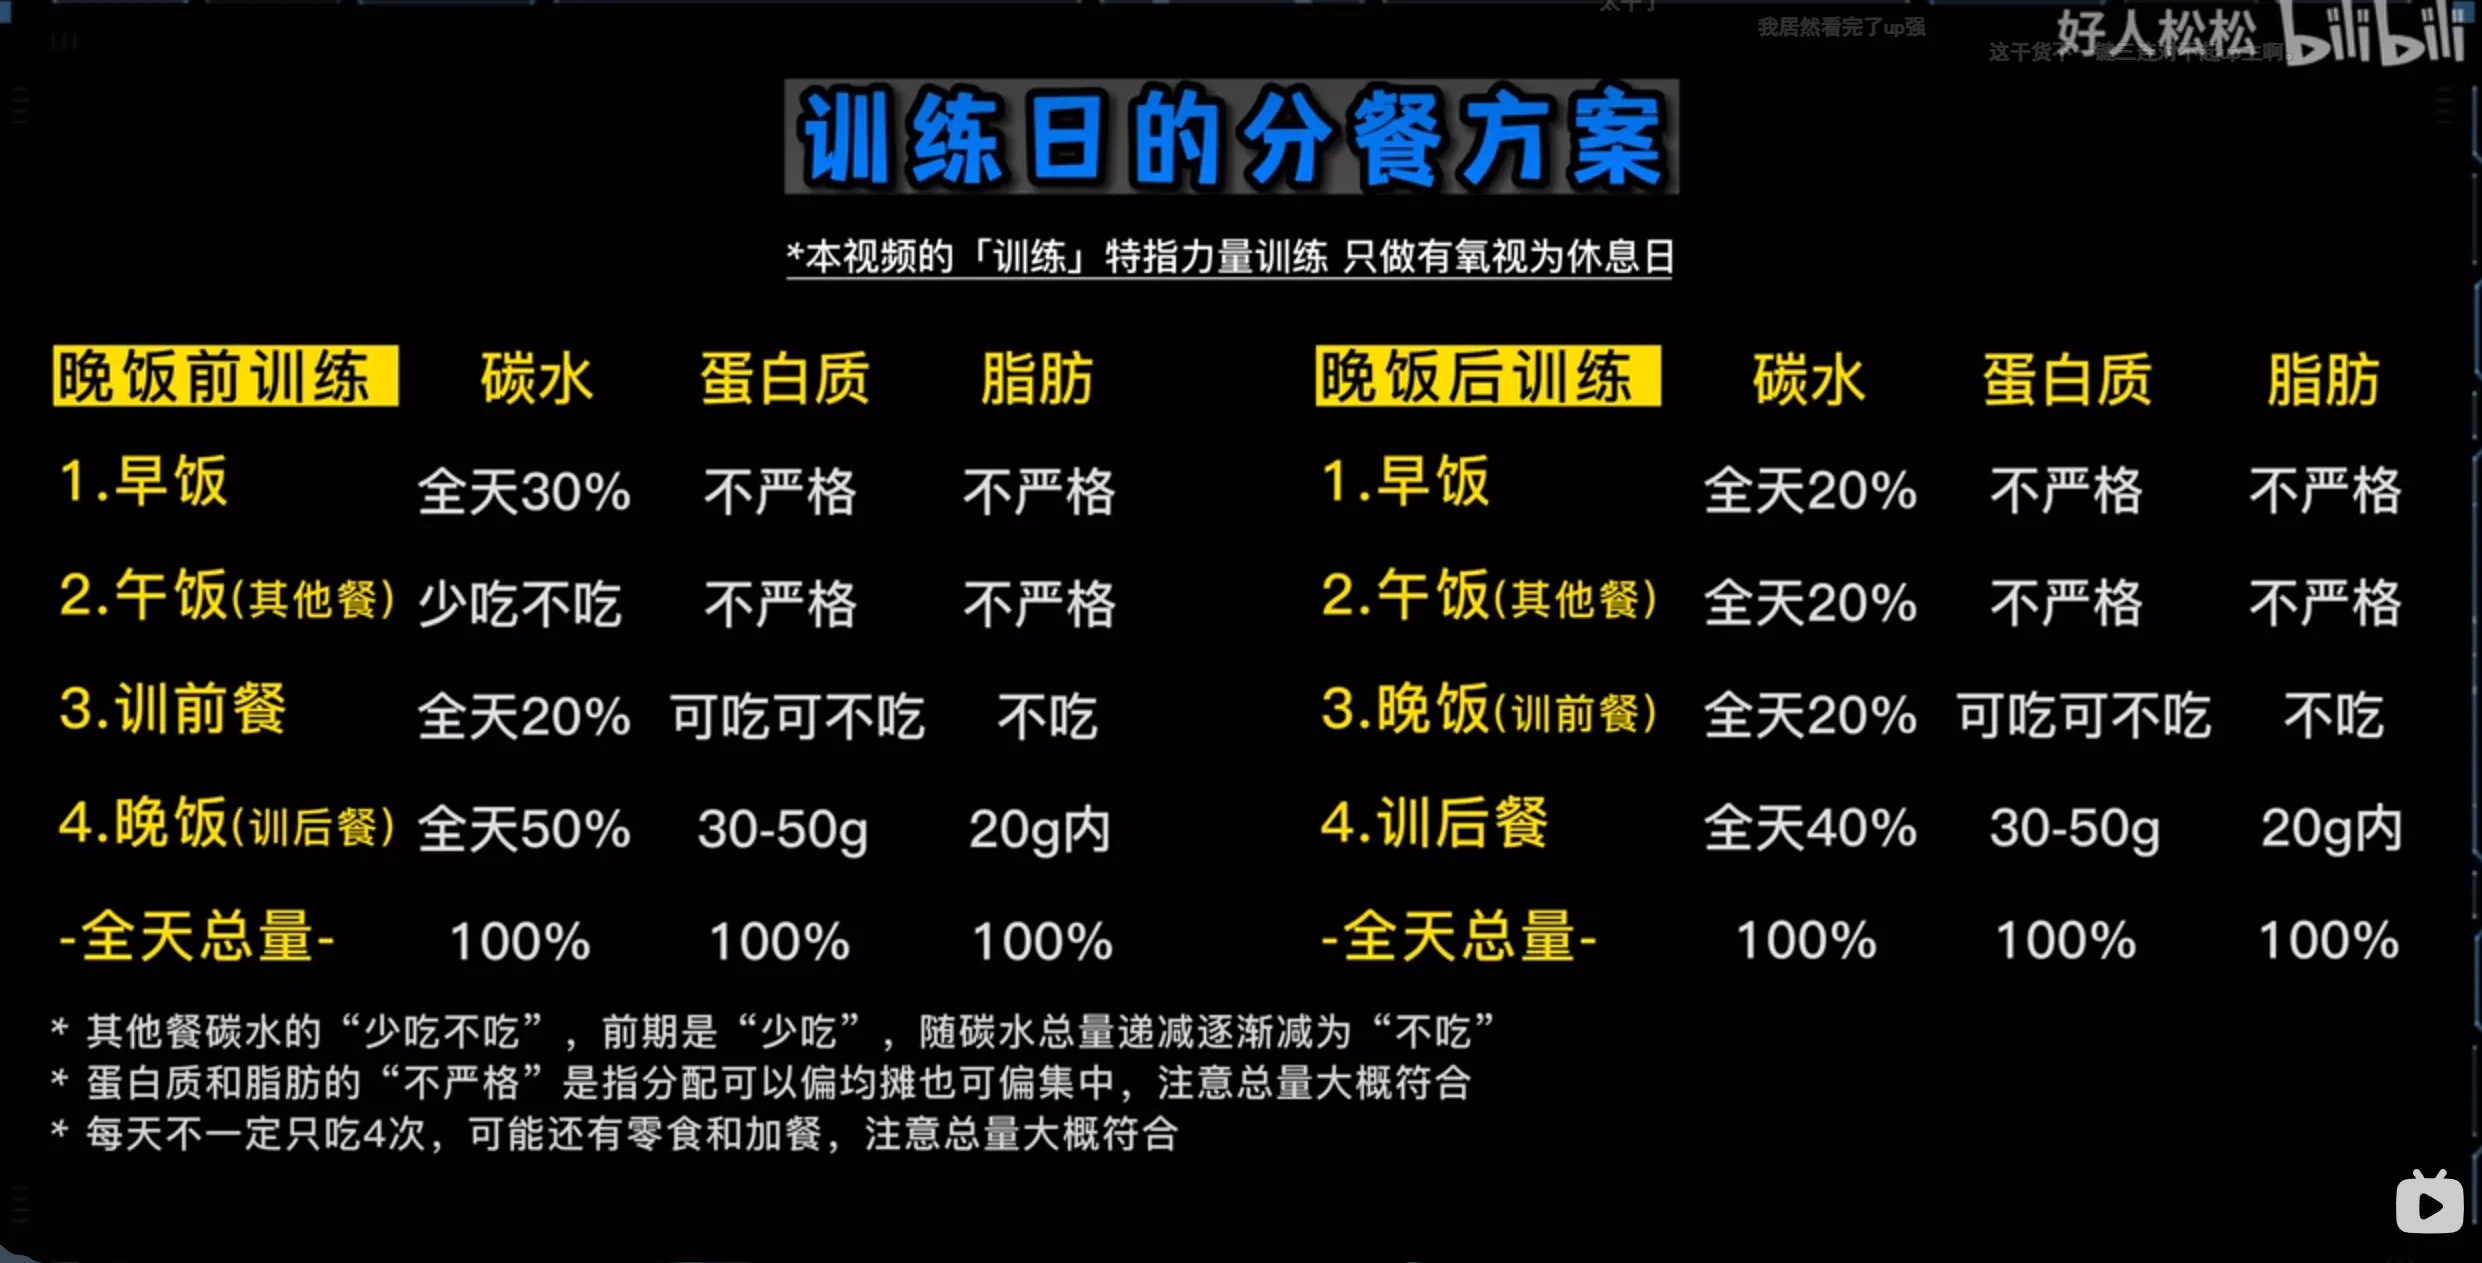 我居然看完了up强
好人松松 bilibili
训练日的分餐方案
*本视频的「训练」特指力量训练 只做有氧视为休息日
晚饭前训练 碳水 蛋白质 脂肪
1.早饭 全天30% 不严格 不严格
2.午饭(其他餐) 少吃不吃 不严格 不严格
3.训前餐 全天20% 可吃可不吃 不吃
4.晚饭(训后餐) 全天50% 30-50g 20g内
-全天总量- 100% 100% 100%
晚饭后训练 碳水 蛋白质 脂肪
1.早饭 全天20% 不严格 不严格
2.午饭(其他餐) 全天20% 不严格 不严格
3.晚饭(训前餐) 全天20% 可吃可不吃 不吃
4.训后餐 全天40% 30-50g 20g内
-全天总量- 100% 100% 100%
* 其他餐碳水的“少吃不吃”，前期是“少吃”，随碳水总量递减逐渐减为“不吃”
* 蛋白质和脂肪的“不严格”是指分配可以偏均摊也可偏集中，注意总量大概符合
* 每天不一定只吃4次，可能还有零食和加餐，注意总量大概符合